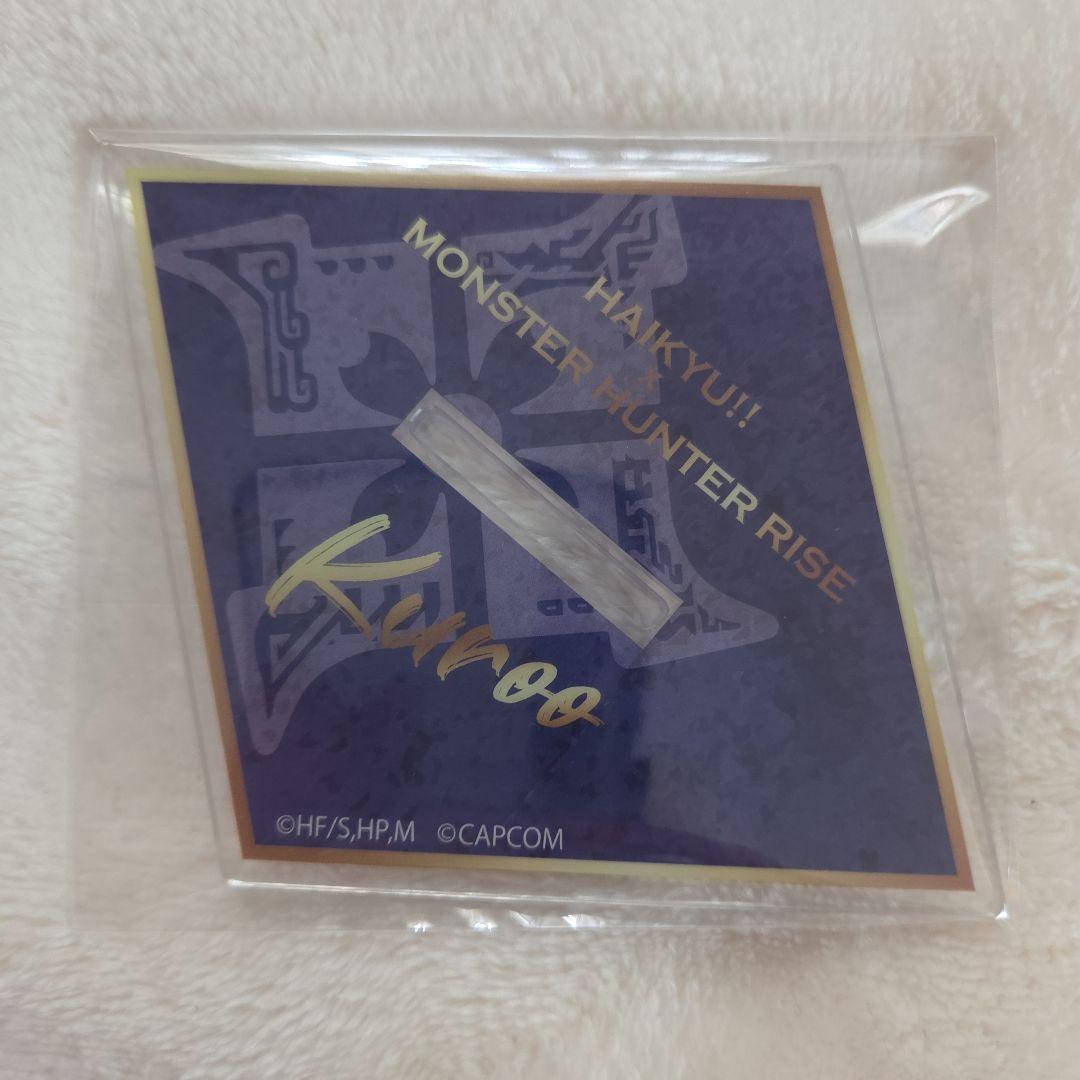 HAIKYU!!
×
MONSTER HUNTER RISE
Kuroo
©HF/S,HP,M ©CAPCOM